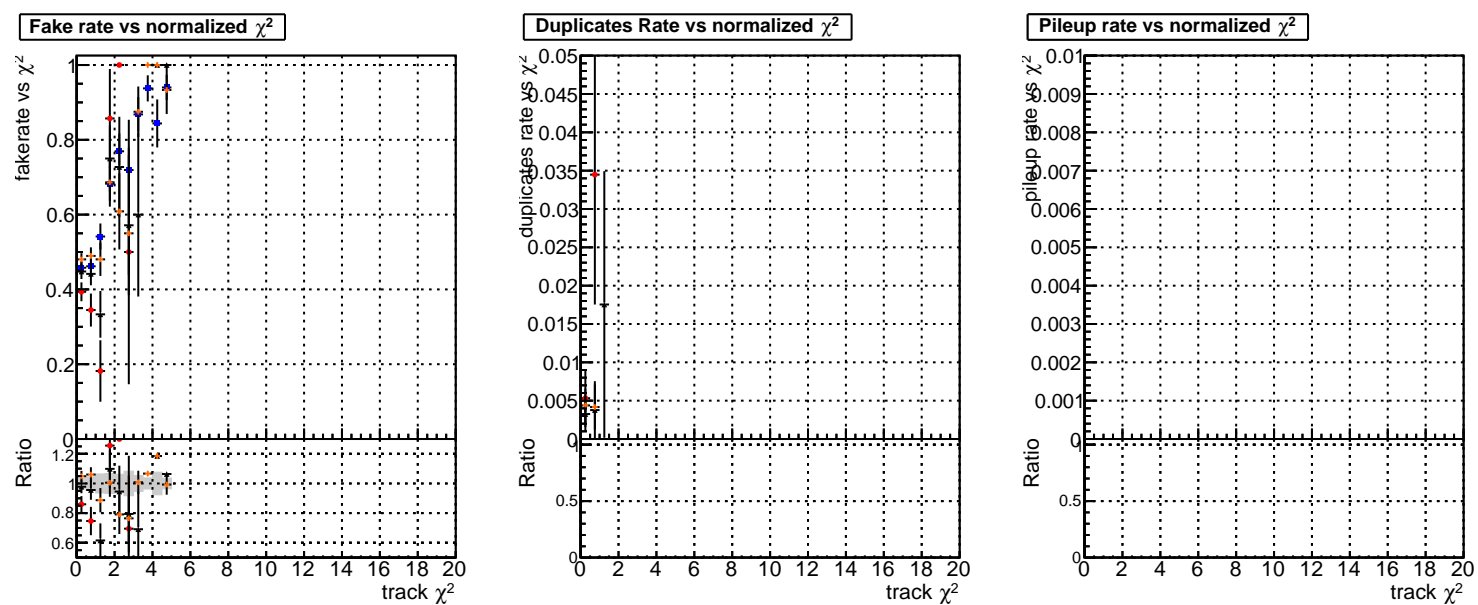 Fake rate vs normalized χ²
fakerate vs χ²
1
0.8
0.6
0.4
0.2
0
Ratio
1.2
1
0.8
0.6
0 2 4 6 8 10 12 14 16 18 20
track χ²
Duplicates Rate vs normalized χ²
duplicates rate vs χ²
0.05
0.045
0.04
0.035
0.03
0.025
0.02
0.015
0.01
0.005
0
Ratio
1
0.5
0
0 2 4 6 8 10 12 14 16 18 20
track χ²
Pileup rate vs normalized χ²
pileup rate vs χ²
0.01
0.009
0.008
0.007
0.006
0.005
0.004
0.003
0.002
0.001
0
Ratio
1
0.5
0
0 2 4 6 8 10 12 14 16 18 20
track χ²